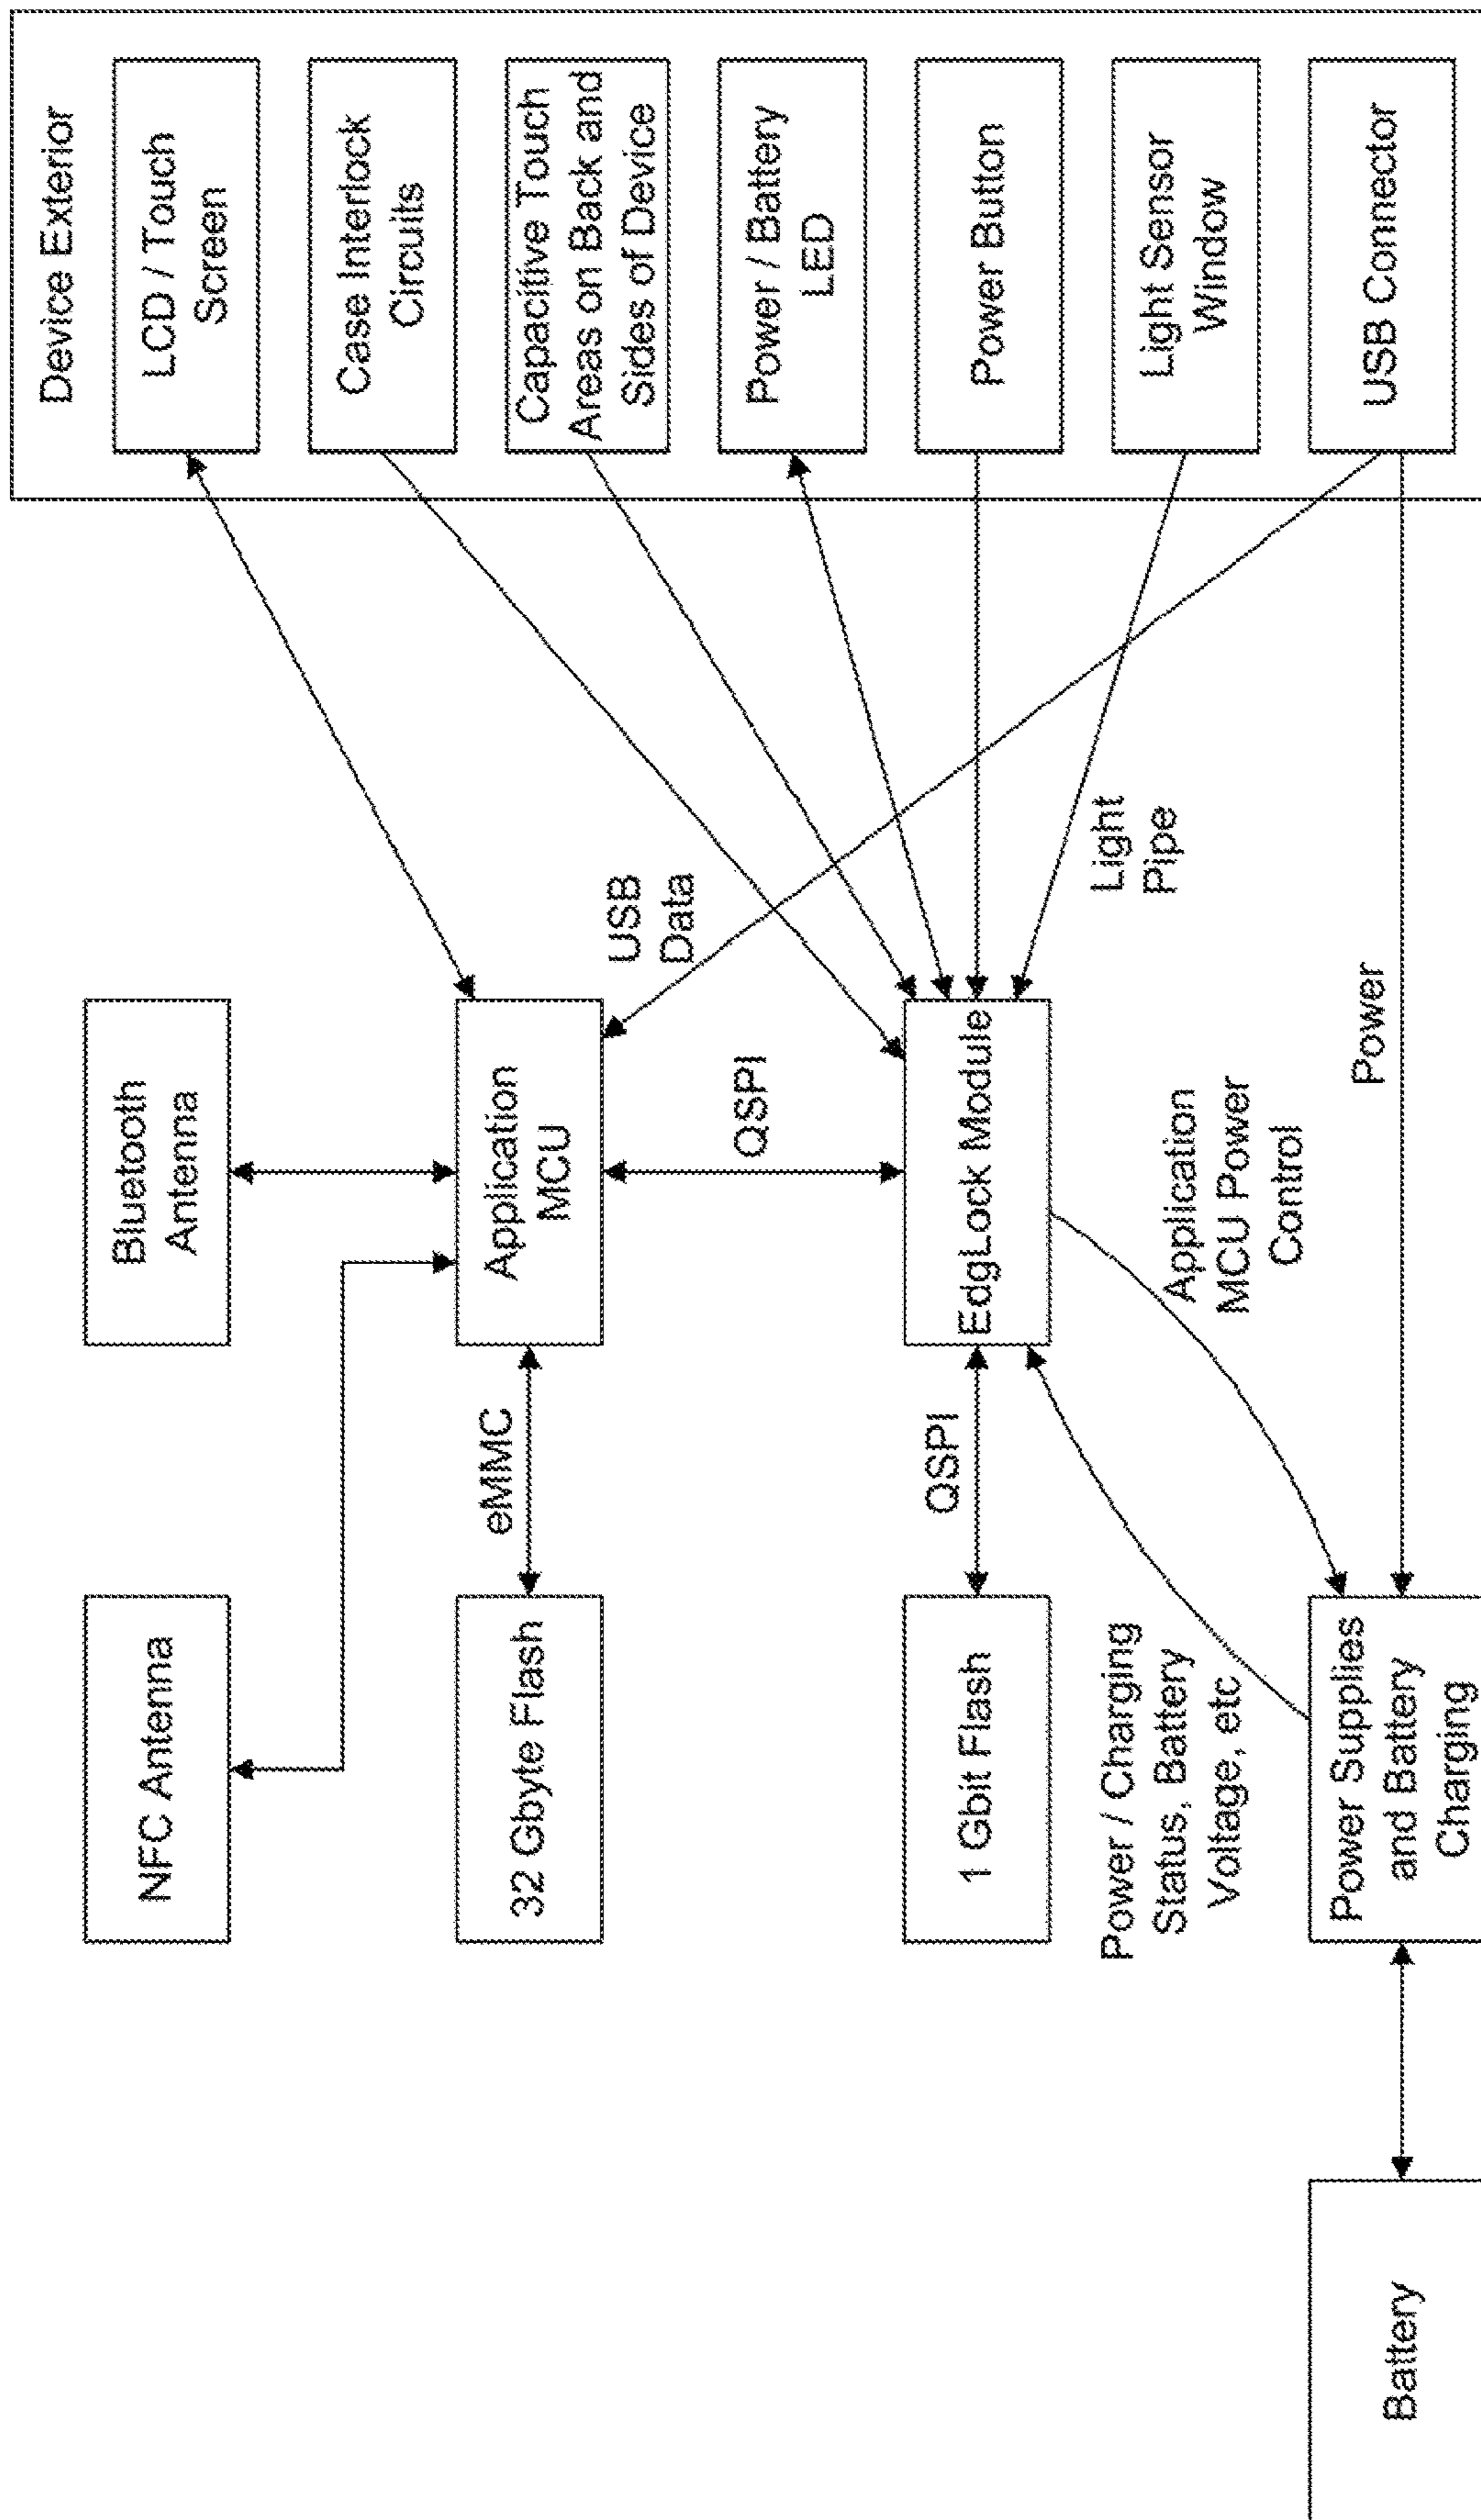 Device Exterior
LCD / Touch
Screen
Case Interlock
Circuits
Capacitive Touch
Areas on Back and
Sides of Device
Power / Battery
LED
Power Button
Light Sensor
Window
USB Connector
Bluetooth
Antenna
NFC Antenna
Application
MCU
USB
Data
eMMC
32 Gbyte Flash
QSPI
EdgLock Module
Light
Pipe
QSPI
1 Gbit Flash
Application
MCU Power
Control
Power
Power / Charging
Status, Battery
Voltage, etc
Power Supplies
and Battery
Charging
Battery